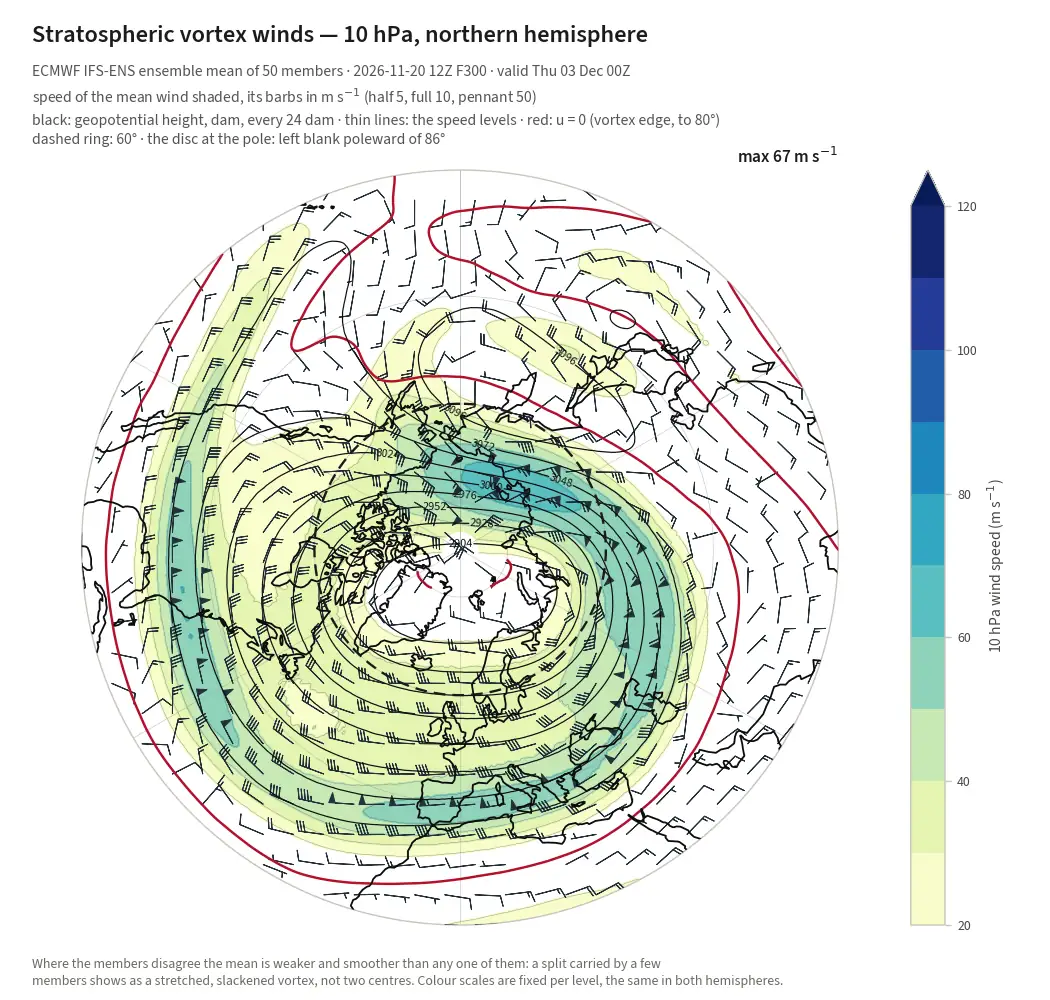 Stratospheric vortex winds — 10 hPa, northern hemisphere
ECMWF IFS-ENS ensemble mean of 50 members · 2026-11-20 12Z F300 · valid Thu 03 Dec 00Z
speed of the mean wind shaded, its barbs in m s⁻¹ (half 5, full 10, pennant 50)
black: geopotential height, dam, every 24 dam · thin lines: the speed levels · red: u = 0 (vortex edge, to 80°)
dashed ring: 60° · the disc at the pole: left blank poleward of 86°
max 67 m s⁻¹
120
100
80
60
40
20
10 hPa wind speed (m s⁻¹)
3096
3072
3024
3048
2976
2952
2928
2904
Where the members disagree the mean is weaker and smoother than any one of them: a split carried by a few
members shows as a stretched, slackened vortex, not two centres. Colour scales are fixed per level, the same in both hemispheres.